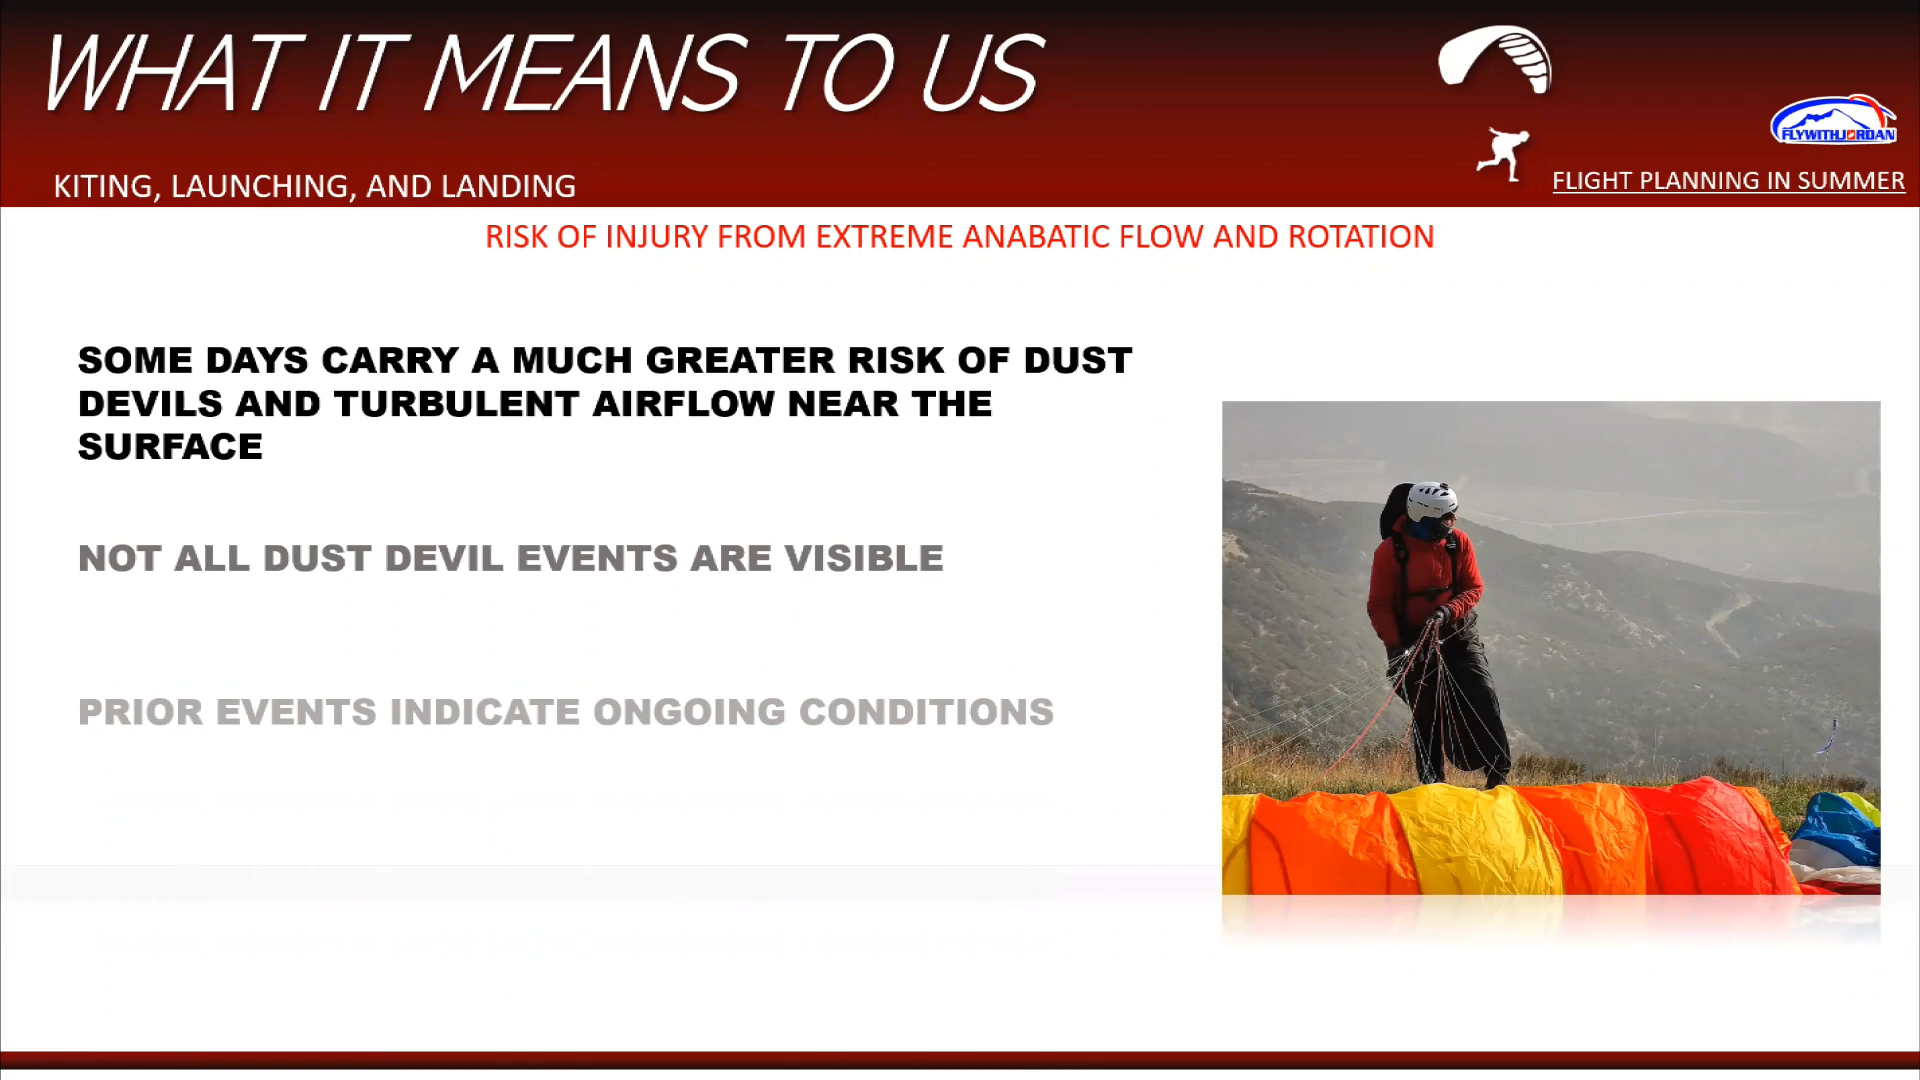 WHAT IT MEANS TO US
FLYWITHJORDAN
KITING, LAUNCHING, AND LANDING
FLIGHT PLANNING IN SUMMER
RISK OF INJURY FROM EXTREME ANABATIC FLOW AND ROTATION
SOME DAYS CARRY A MUCH GREATER RISK OF DUST
DEVILS AND TURBULENT AIRFLOW NEAR THE
SURFACE
NOT ALL DUST DEVIL EVENTS ARE VISIBLE
PRIOR EVENTS INDICATE ONGOING CONDITIONS